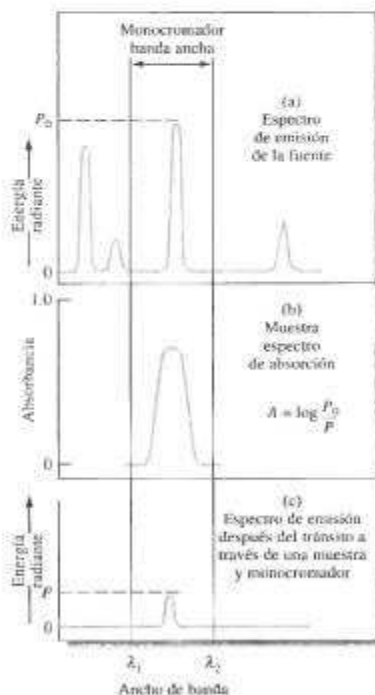 Monocromador
banda ancha
P₀
Energía
radiante
0
(a)
Espectro
de emisión
de la fuente
1.0
Absorbancia
0
(b)
Muestra
espectro
de absorción
A = log P₀/P
Energía
radiante
P
0
(c)
Espectro de emisión
después del tránsito a
través de una muestra
y monocromador
λ₁ λ₂
Ancho de banda